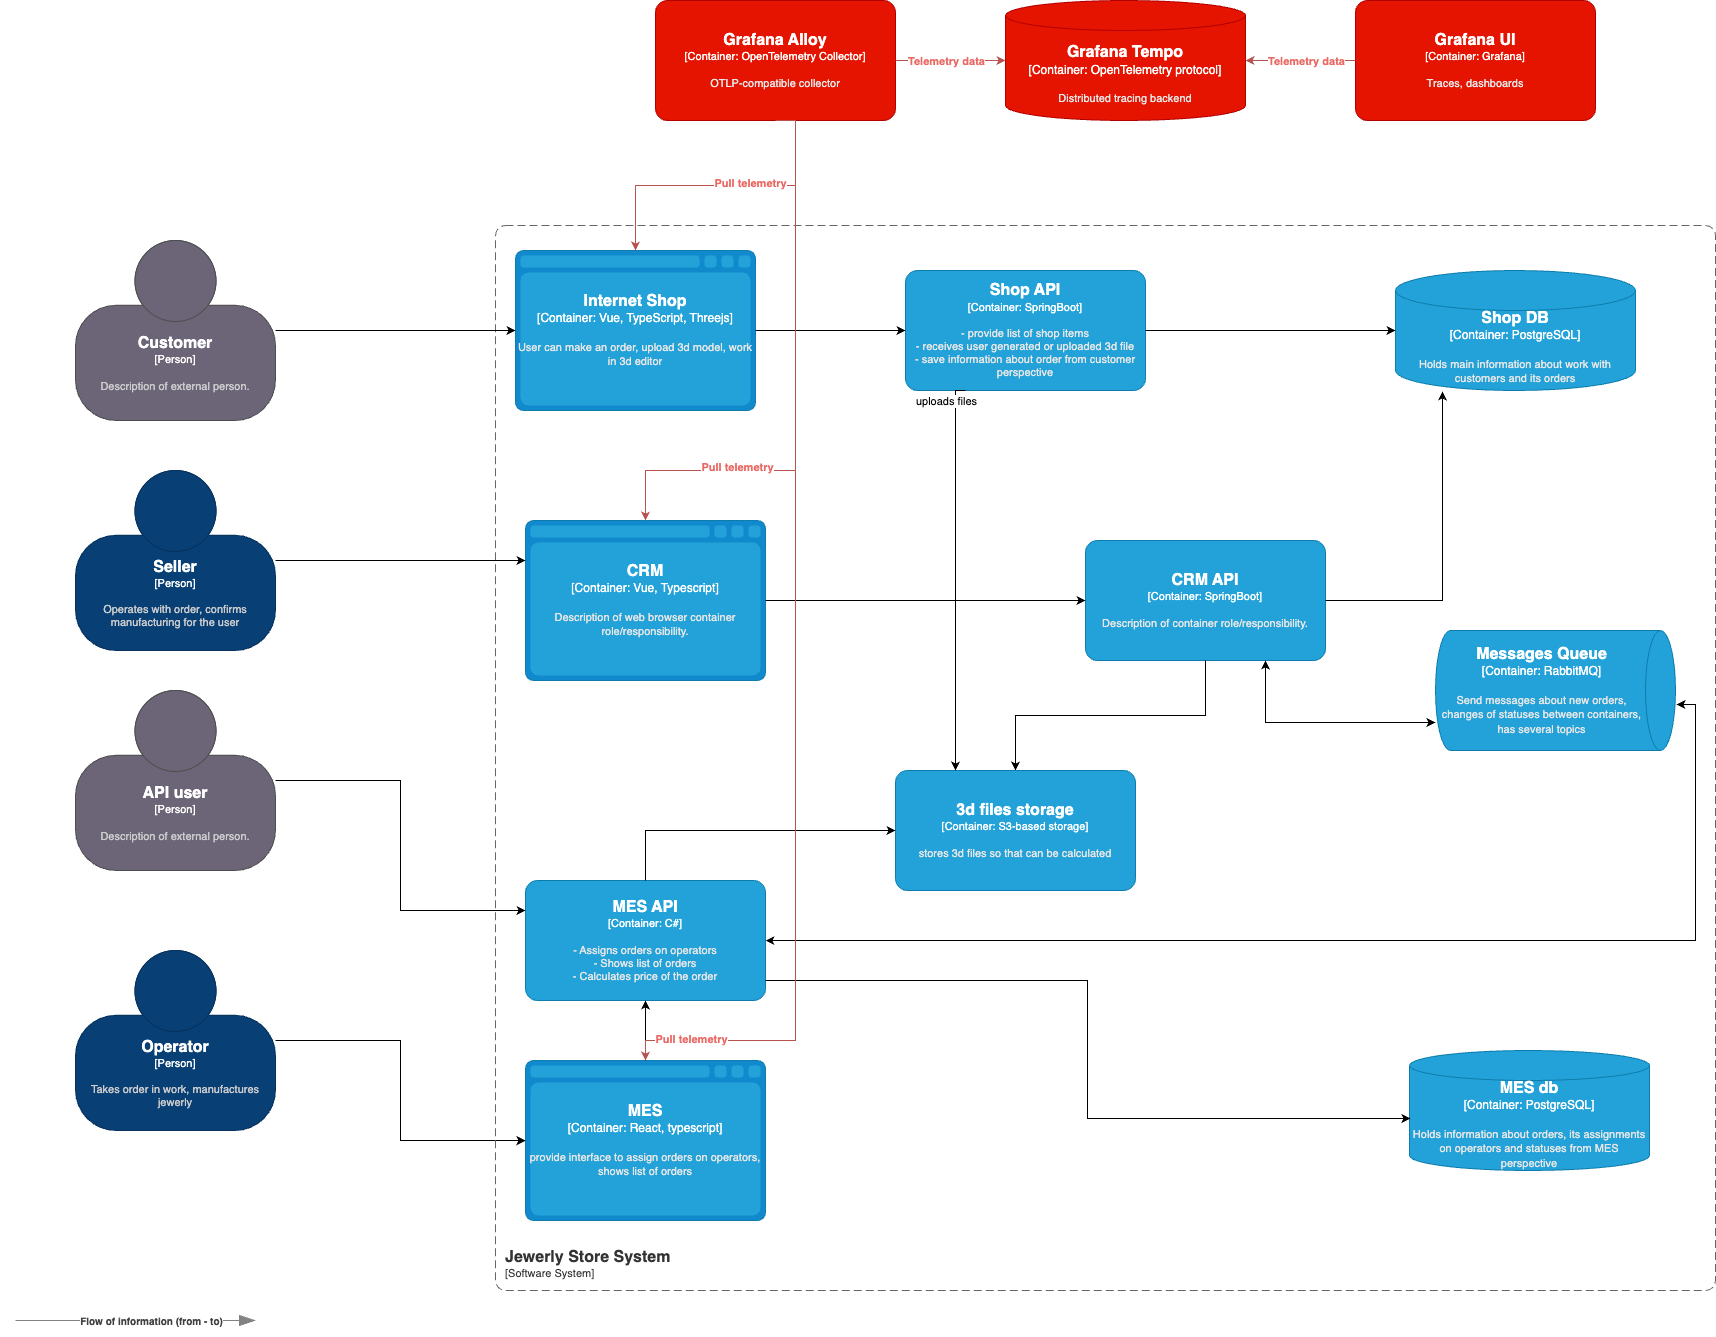 Grafana Alloy
[Container: OpenTelemetry Collector]
OTLP-compatible collector
Telemetry data
Grafana Tempo
[Container: OpenTelemetry protocol]
Distributed tracing backend
Telemetry data
Grafana UI
[Container: Grafana]
Traces, dashboards
Pull telemetry
Customer
[Person]
Description of external person.
Internet Shop
[Container: Vue, TypeScript, Threejs]
User can make an order, upload 3d model, work
in 3d editor
Shop API
[Container: SpringBoot]
- provide list of shop items
- receives user generated or uploaded 3d file
- save information about order from customer
perspective
uploads files
Shop DB
[Container: PostgreSQL]
Holds main information about work with
customers and its orders
Pull telemetry
Seller
[Person]
Operates with order, confirms
manufacturing for the user
CRM
[Container: Vue, Typescript]
Description of web browser container
role/responsibility.
CRM API
[Container: SpringBoot]
Description of container role/responsibility.
Messages Queue
[Container: RabbitMQ]
Send messages about new orders,
changes of statuses between containers,
has several topics
API user
[Person]
Description of external person.
3d files storage
[Container: S3-based storage]
stores 3d files so that can be calculated
MES API
[Container: C#]
- Assigns orders on operators
- Shows list of orders
- Calculates price of the order
Pull telemetry
Operator
[Person]
Takes order in work, manufactures
jewerly
MES
[Container: React, typescript]
provide interface to assign orders on operators,
shows list of orders
MES db
[Container: PostgreSQL]
Holds information about orders, its assignments
on operators and statuses from MES
perspective
Jewerly Store System
[Software System]
Flow of information (from - to)